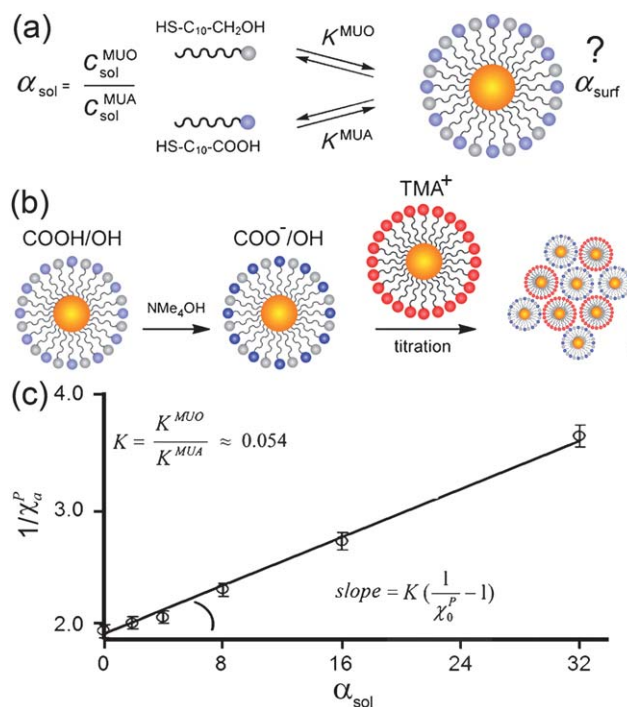 (a)
HS-C₁₀-CH₂OH
K^MUO
α_sol = C_sol^MUO / C_sol^MUA
?
α_surf
K^MUA
HS-C₁₀-COOH
(b)
TMA⁺
COOH/OH
COO⁻/OH
NMe₄OH
titration
(c)
4.0
K = K^MUO / K^MUA ≈ 0.054
3.0
1/χ_a^P
slope = K(1/χ_0^P − 1)
2.0
0 8 16 24 32
α_sol